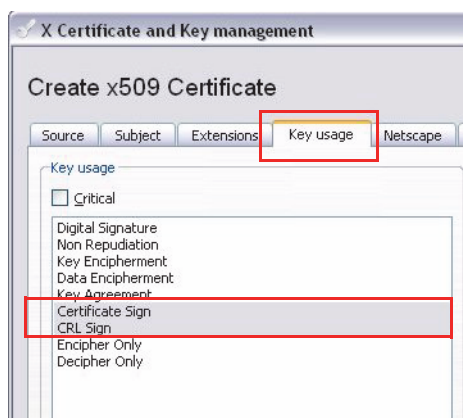 X Certificate and Key management
Create x509 Certificate
Source Subject Extensions Key usage Netscape
Key usage
Critical
Digital Signature
Non Repudiation
Key Encipherment
Data Encipherment
Key Agreement
Certificate Sign
CRL Sign
Encipher Only
Decipher Only